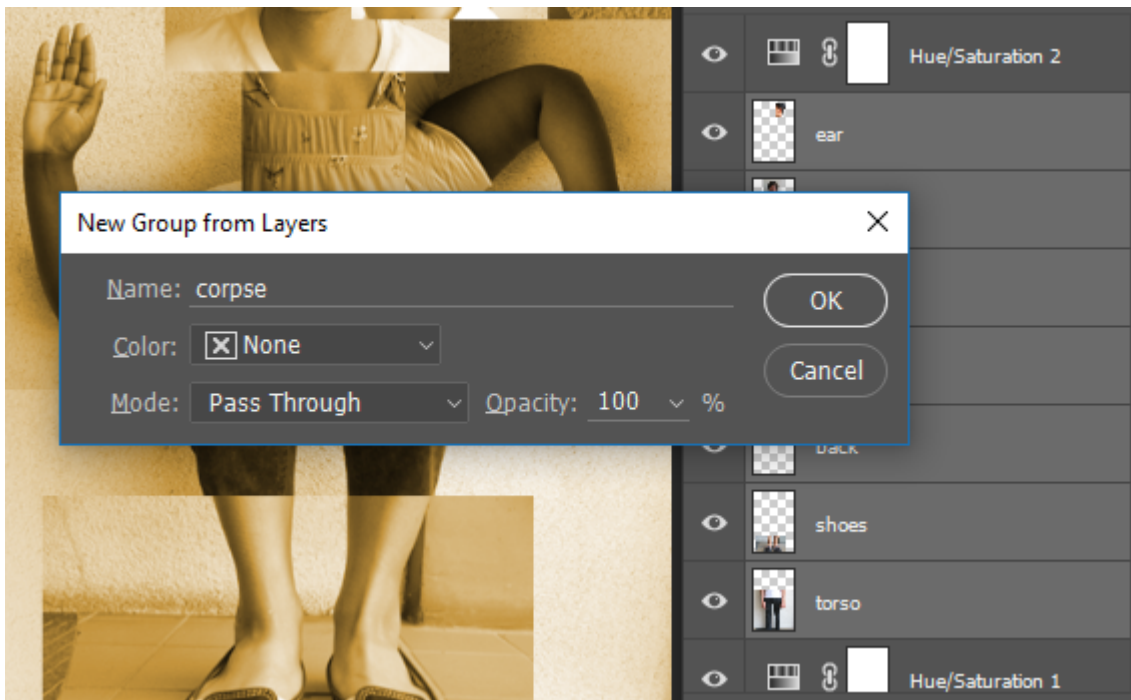 Hue/Saturation 2
ear
New Group from Layers
Name: corpse
OK
Color: None
Cancel
Mode: Pass Through Opacity: 100 %
back
shoes
torso
Hue/Saturation 1